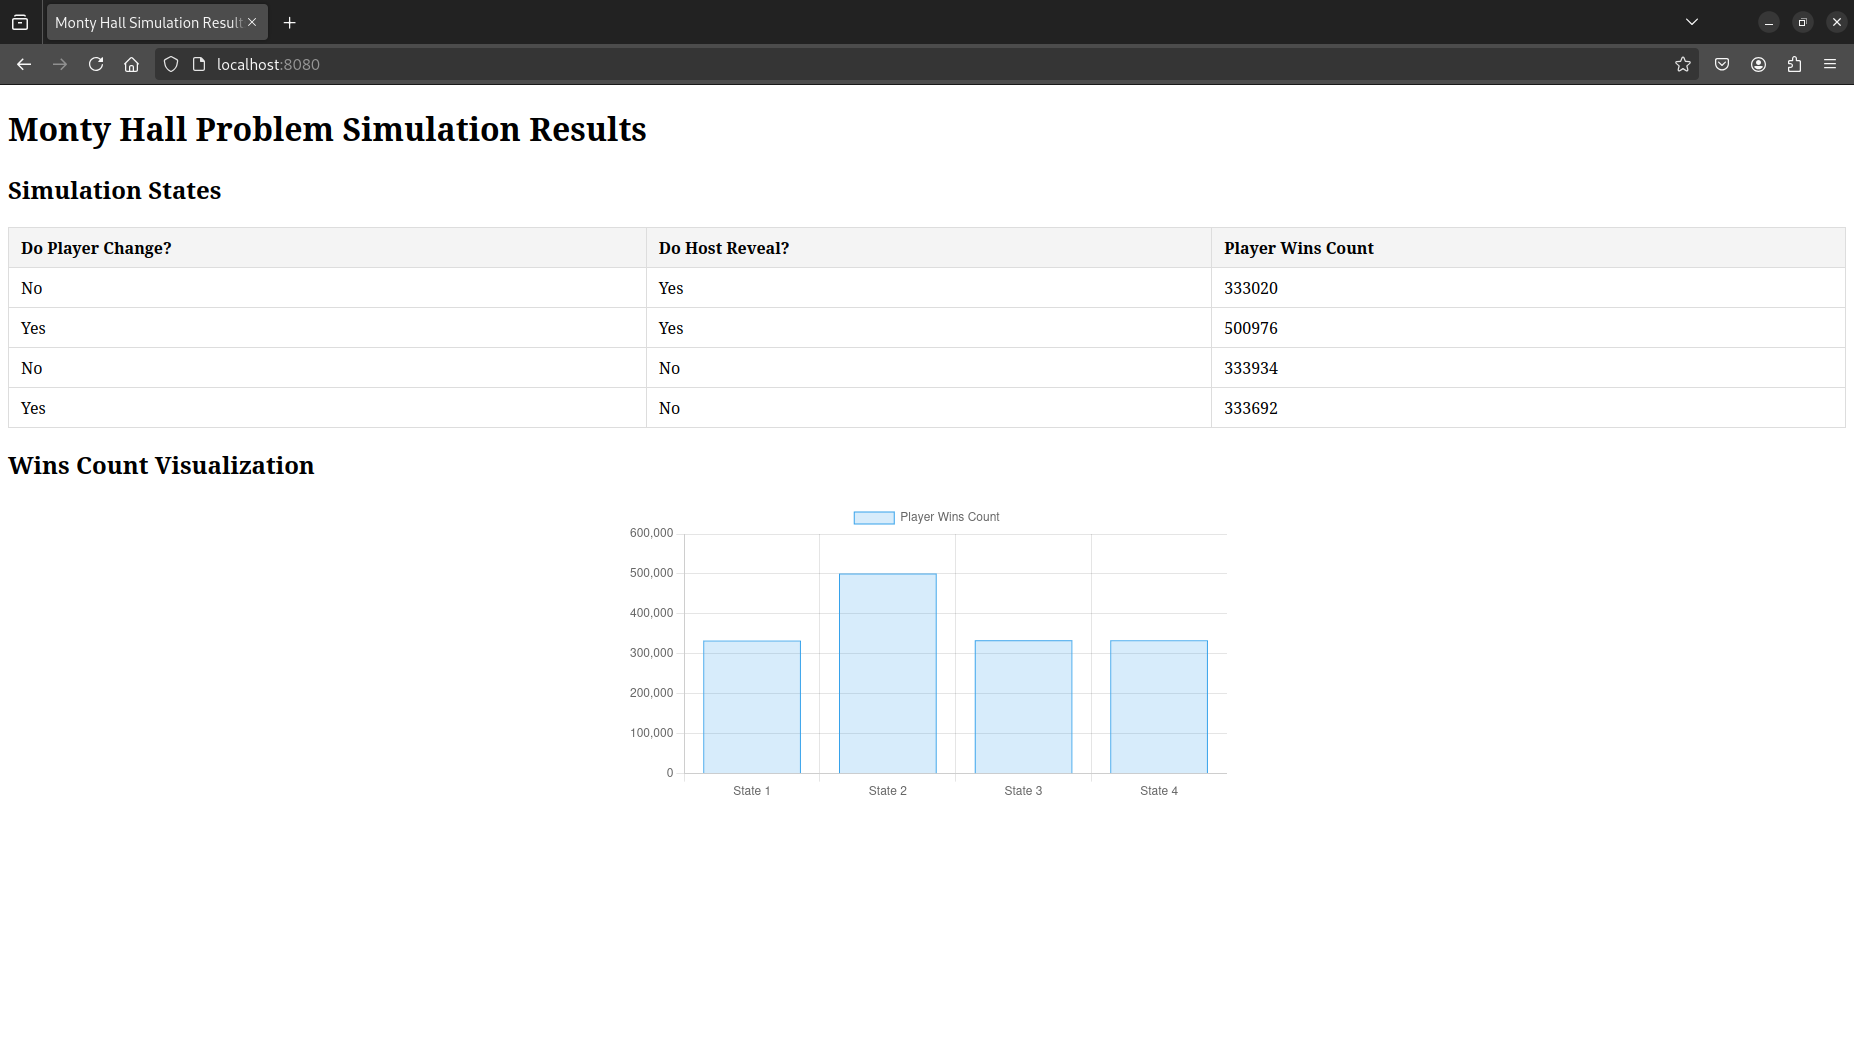 Monty Hall Simulation Result
localhost:8080
Monty Hall Problem Simulation Results
Simulation States
Do Player Change? Do Host Reveal? Player Wins Count
No Yes 333020
Yes Yes 500976
No No 333934
Yes No 333692
Wins Count Visualization
Player Wins Count
600,000
500,000
400,000
300,000
200,000
100,000
0
State 1 State 2 State 3 State 4